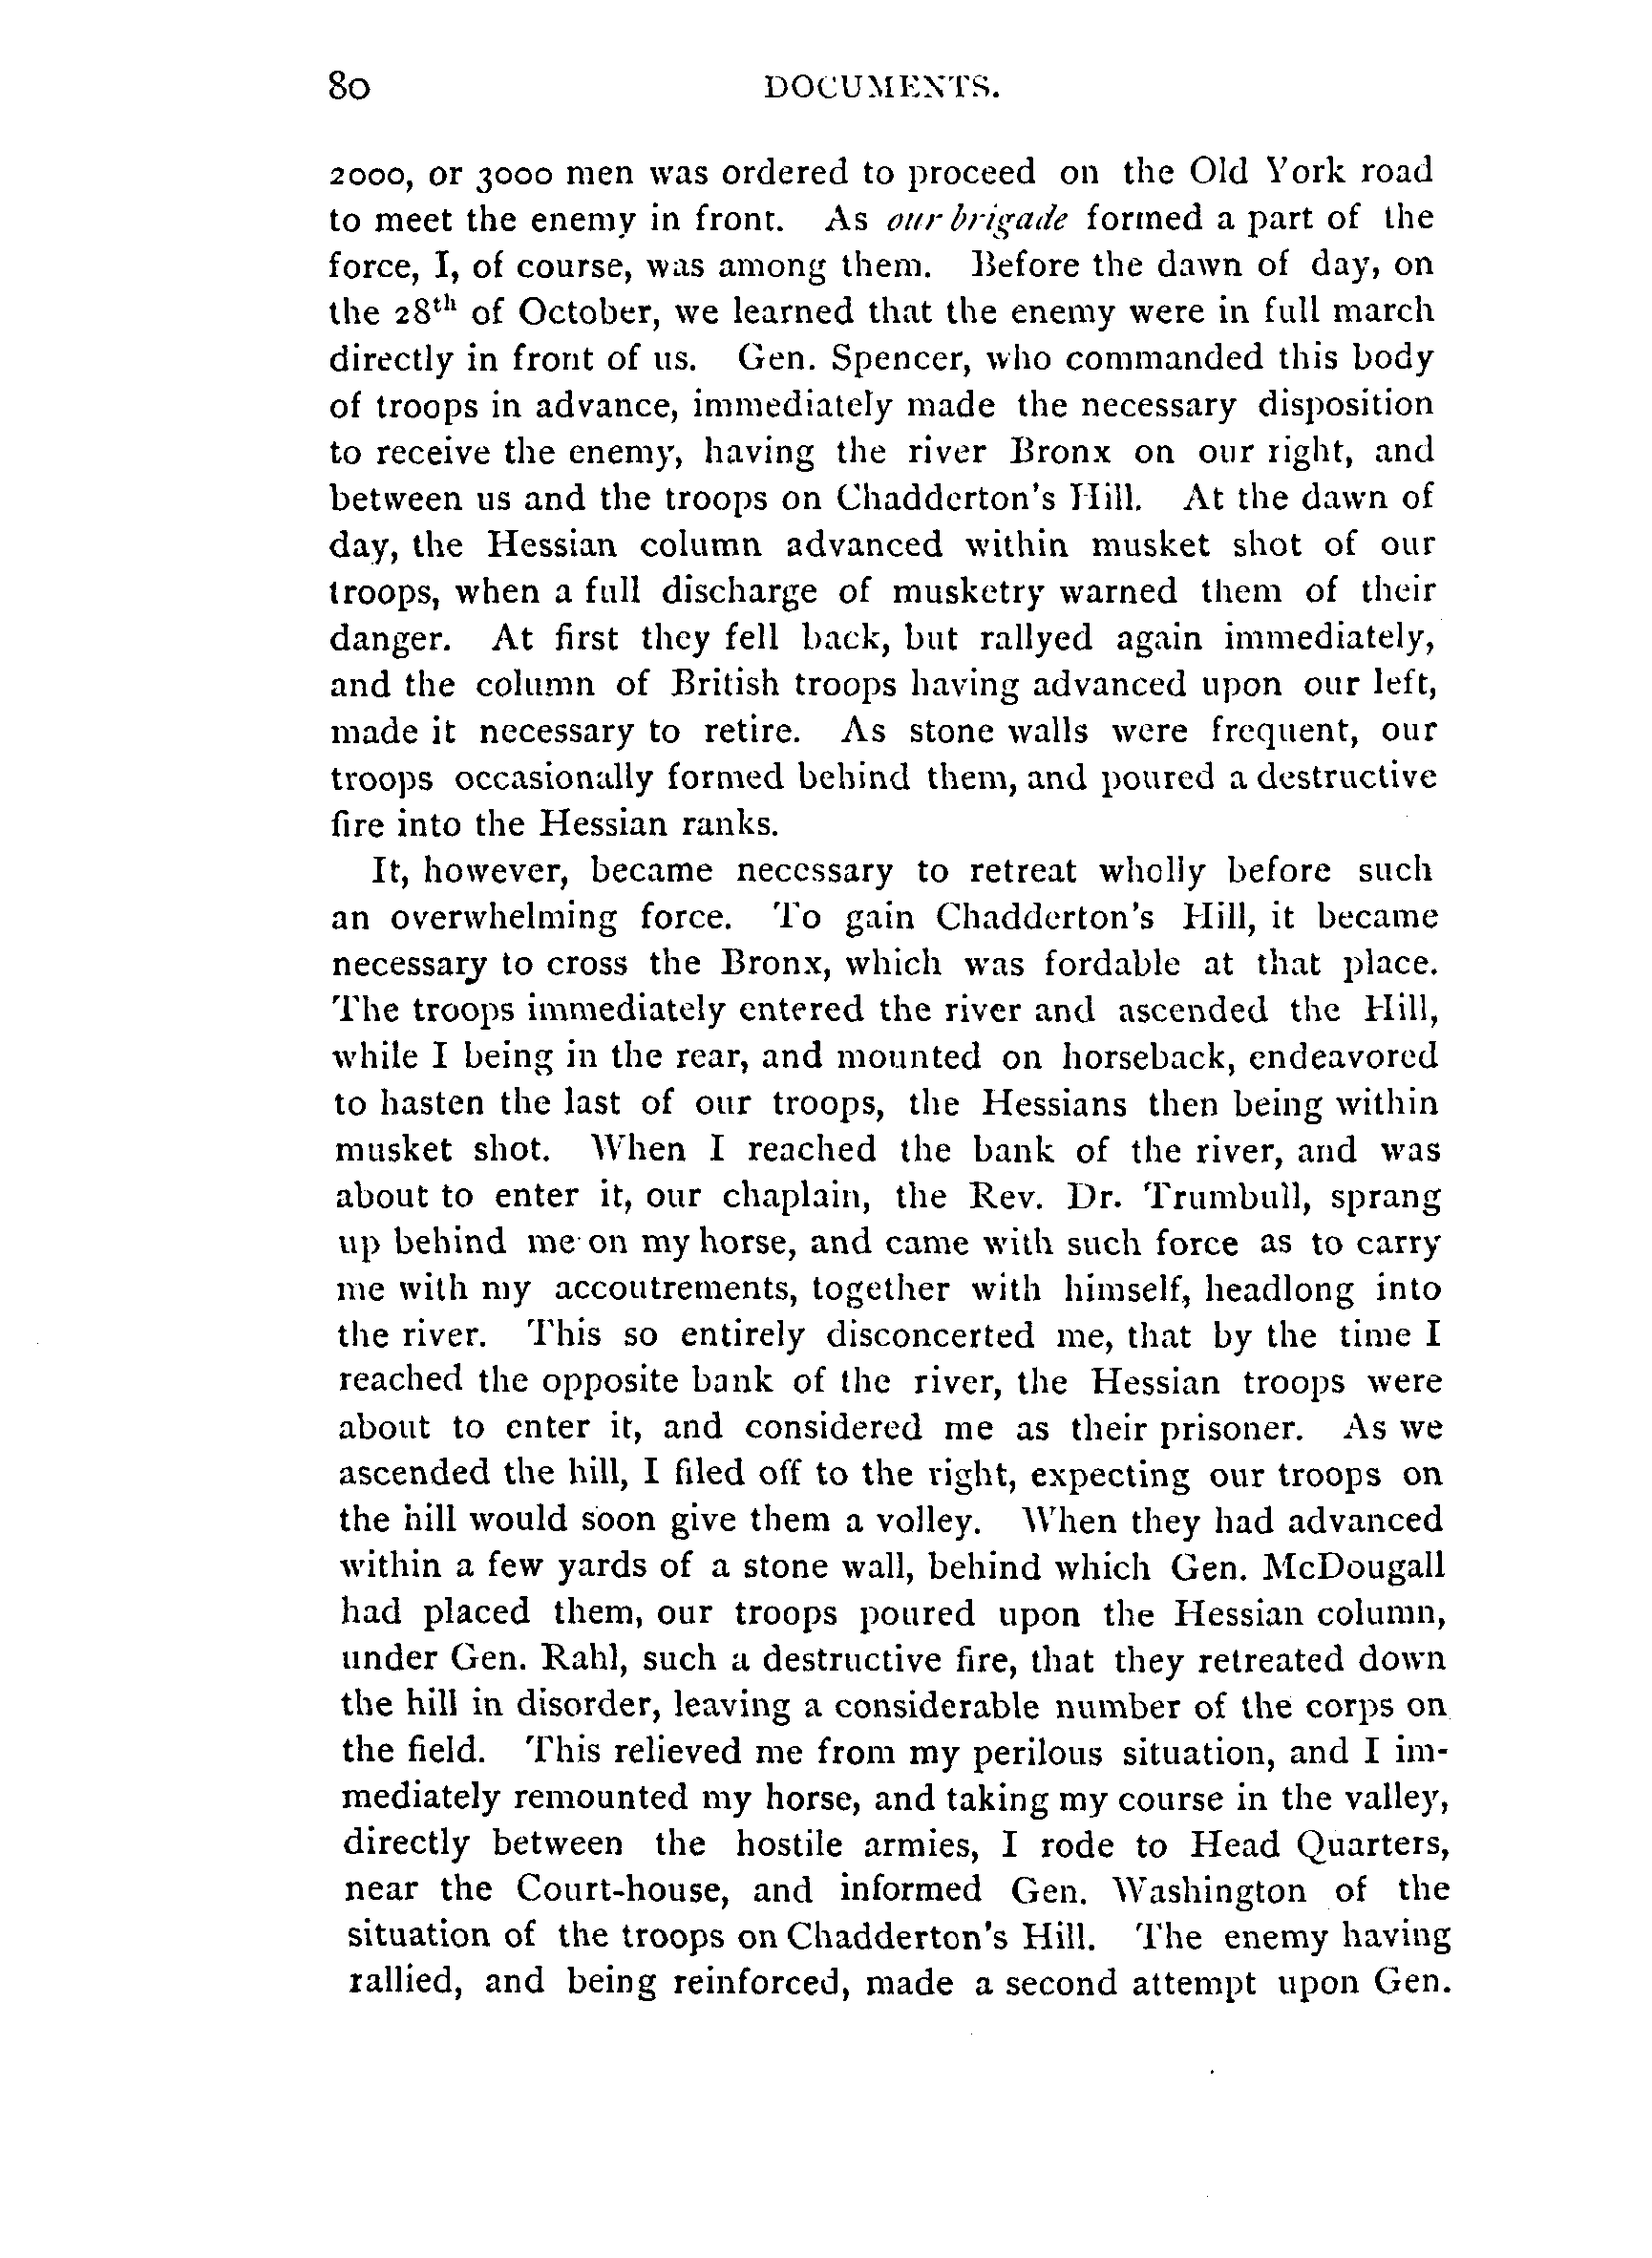 80 DOCUMENTS.
2000, or 3000 men was ordered to proceed on the Old York road
to meet the enemy in front. As our brigade formed a part of the
force, I, of course, was among them. Before the dawn of day, on
the 28th of October, we learned that the enemy were in full march
directly in front of us. Gen. Spencer, who commanded this body
of troops in advance, immediately made the necessary disposition
to receive the enemy, having the river Bronx on our right, and
between us and the troops on Chadderton's Hill. At the dawn of
day, the Hessian column advanced within musket shot of our
troops, when a full discharge of musketry warned them of their
danger. At first they fell back, but rallyed again immediately,
and the column of British troops having advanced upon our left,
made it necessary to retire. As stone walls were frequent, our
troops occasionally formed behind them, and poured a destructive
fire into the Hessian ranks.
It, however, became necessary to retreat wholly before such
an overwhelming force. To gain Chadderton's Hill, it became
necessary to cross the Bronx, which was fordable at that place.
The troops immediately entered the river and ascended the Hill,
while I being in the rear, and mounted on horseback, endeavored
to hasten the last of our troops, the Hessians then being within
musket shot. When I reached the bank of the river, and was
about to enter it, our chaplain, the Rev. Dr. Trumbull, sprang
up behind me on my horse, and came with such force as to carry
me with my accoutrements, together with himself, headlong into
the river. This so entirely disconcerted me, that by the time I
reached the opposite bank of the river, the Hessian troops were
about to enter it, and considered me as their prisoner. As we
ascended the hill, I filed off to the right, expecting our troops on
the hill would soon give them a volley. When they had advanced
within a few yards of a stone wall, behind which Gen. McDougall
had placed them, our troops poured upon the Hessian column,
under Gen. Rahl, such a destructive fire, that they retreated down
the hill in disorder, leaving a considerable number of the corps on
the field. This relieved me from my perilous situation, and I im-
mediately remounted my horse, and taking my course in the valley,
directly between the hostile armies, I rode to Head Quarters,
near the Court-house, and informed Gen. Washington of the
situation of the troops on Chadderton's Hill. The enemy having
rallied, and being reinforced, made a second attempt upon Gen.